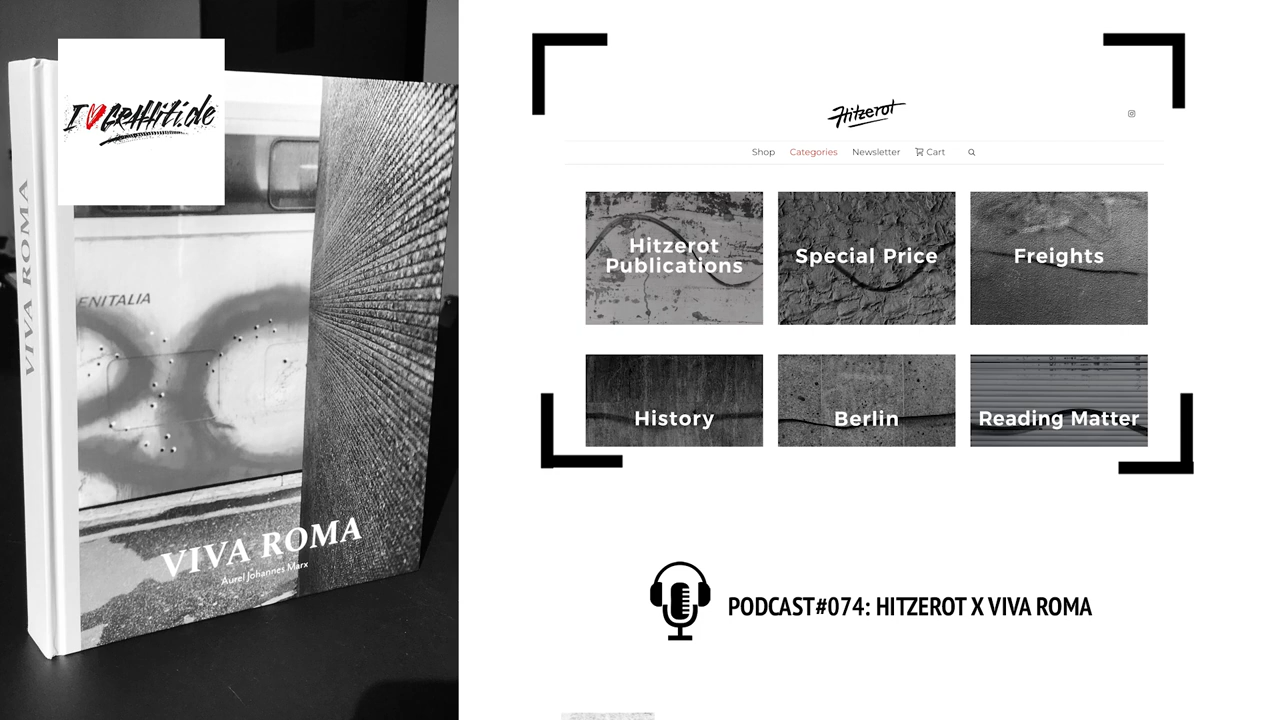 I ❤ GRAFFITI.de
VIVA ROMA
ENITALIA
VIVA ROMA
Aurel Johannes Marx
Hitzerot
Shop Categories Newsletter Cart
Hitzerot
Publications
Special Price
Freights
History
Berlin
Reading Matter
PODCAST#074: HITZEROT X VIVA ROMA